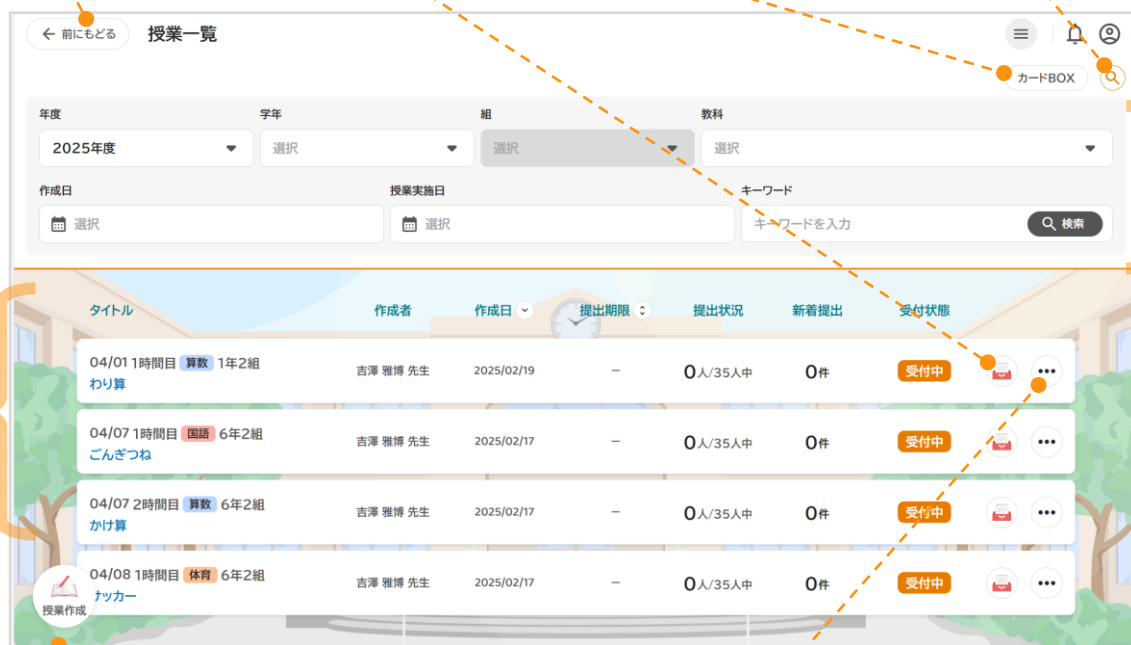 前にもどる 授業一覧
カードBOX
年度 学年 組 教科
2025年度 選択 選択 選択
作成日 授業実施日 キーワード
選択 選択 キーワードを入力 検索
タイトル 作成者 作成日 提出期限 提出状況 新着提出 受付状態
04/01 1時間目 算数 1年2組
わり算 吉澤 雅博 先生 2025/02/19 – 0人/35人中 0件 受付中
04/07 1時間目 国語 6年2組
ごんぎつね 吉澤 雅博 先生 2025/02/17 – 0人/35人中 0件 受付中
04/07 2時間目 算数 6年2組
かけ算 吉澤 雅博 先生 2025/02/17 – 0人/35人中 0件 受付中
04/08 1時間目 体育 6年2組
サッカー 吉澤 雅博 先生 2025/02/17 – 0人/35人中 0件 受付中
授業作成